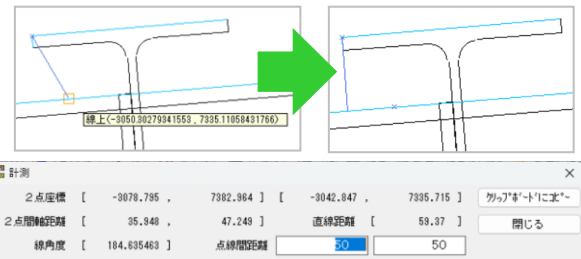 線上(-3050.30279341553 , 7335.11058431766)
計測
2点座標 [ -3078.795 , 7382.964 ] [ -3042.847 , 7335.715 ] クリップボードにコピー
2点間軸距離 [ 35.948 , 47.249 ] 直線距離 [ 59.37 ] 閉じる
線角度 [ 184.635463 ] 点線間距離 50 50